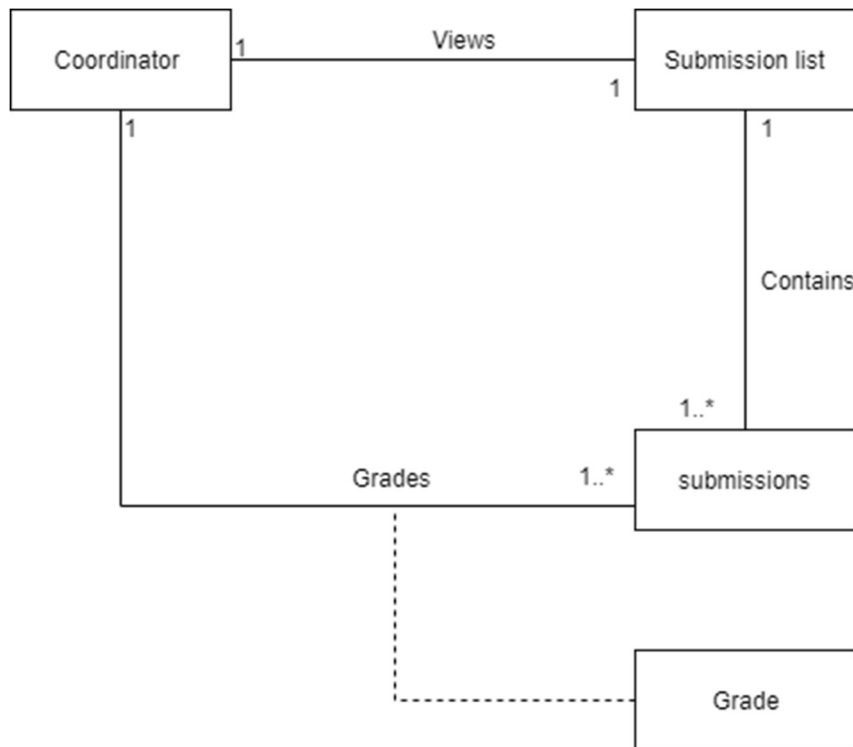 Coordinator
1
Views
1
Submission list
1
1
Contains
1..*
Grades
1..*
submissions
Grade